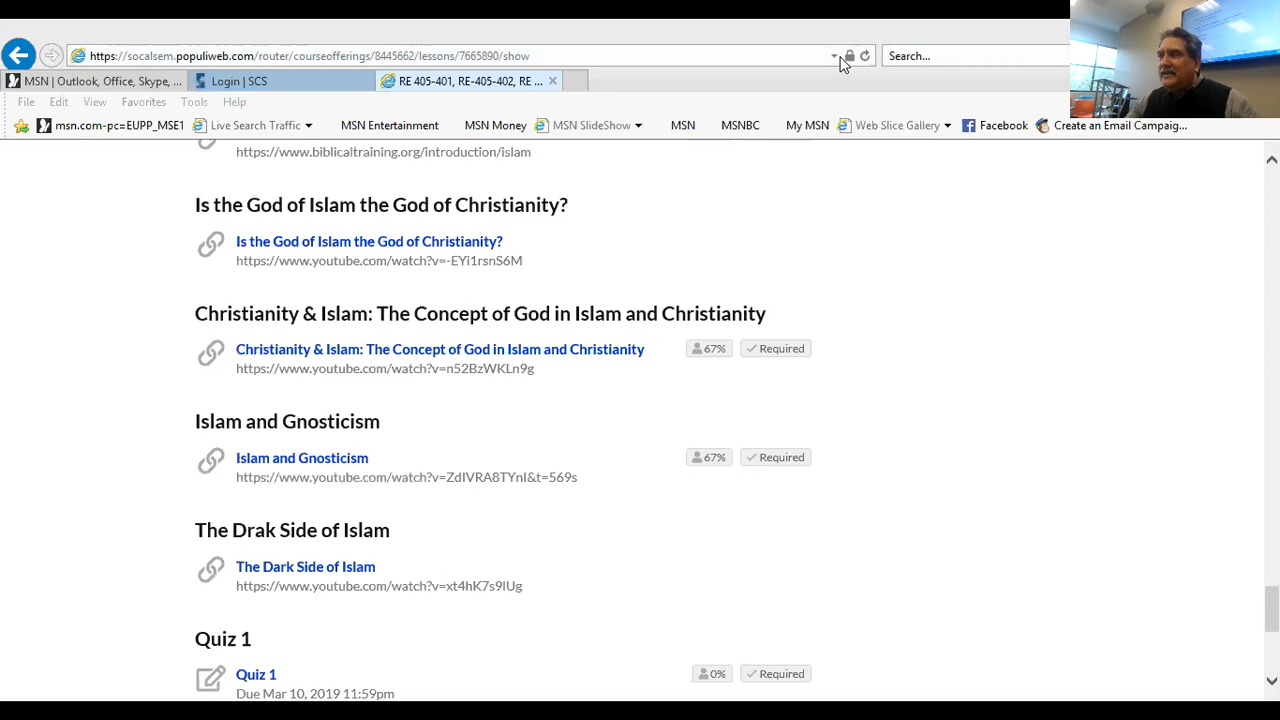 https://socalsem.populiweb.com/router/courseofferings/8445662/lessons/7665890/show
Search...
MSN | Outlook, Office, Skype, ...
Login | SCS
RE 405-401, RE-405-402, RE ...
File Edit View Favorites Tools Help
msn.com-pc=EUPP_MSE1 Live Search Traffic MSN Entertainment MSN Money MSN SlideShow MSN MSNBC My MSN Web Slice Gallery Facebook Create an Email Campaig...
https://www.biblicaltraining.org/introduction/islam
Is the God of Islam the God of Christianity?
Is the God of Islam the God of Christianity?
https://www.youtube.com/watch?v=-EYi1rsnS6M
Christianity & Islam: The Concept of God in Islam and Christianity
Christianity & Islam: The Concept of God in Islam and Christianity 67% Required
https://www.youtube.com/watch?v=n52BzWKLn9g
Islam and Gnosticism
Islam and Gnosticism 67% Required
https://www.youtube.com/watch?v=ZdIVRA8TYnI&t=569s
The Drak Side of Islam
The Dark Side of Islam
https://www.youtube.com/watch?v=xt4hK7s9lUg
Quiz 1
Quiz 1 0% Required
Due Mar 10, 2019 11:59pm